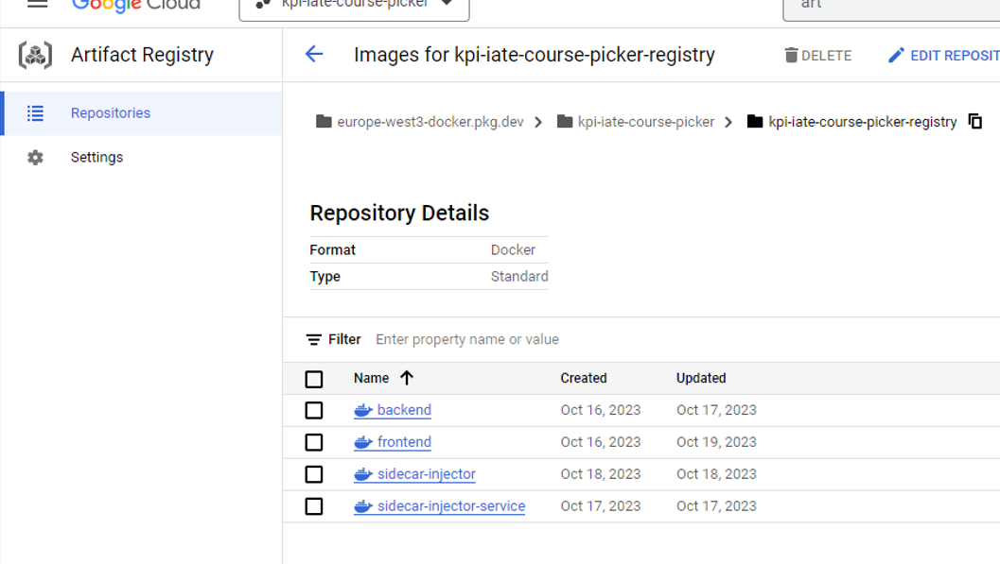 Google Cloud
kpi-iate-course-picker
art
Artifact Registry
Images for kpi-iate-course-picker-registry
DELETE
EDIT REPOSIT
Repositories
Settings
europe-west3-docker.pkg.dev
kpi-iate-course-picker
kpi-iate-course-picker-registry
Repository Details
Format Docker
Type Standard
Filter Enter property name or value
Name Created Updated
backend Oct 16, 2023 Oct 17, 2023
frontend Oct 16, 2023 Oct 19, 2023
sidecar-injector Oct 18, 2023 Oct 18, 2023
sidecar-injector-service Oct 17, 2023 Oct 17, 2023